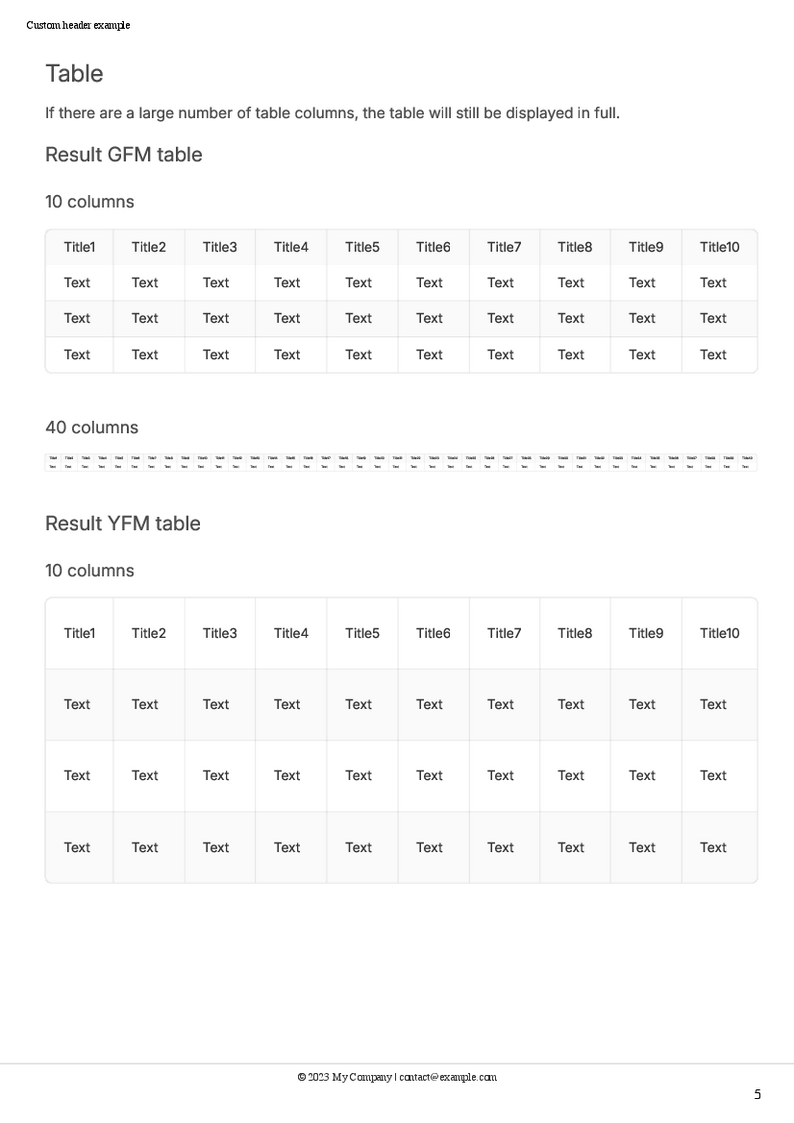 Custom header example
Table
If there are a large number of table columns, the table will still be displayed in full.
Result GFM table
10 columns
Title1 Title2 Title3 Title4 Title5 Title6 Title7 Title8 Title9 Title10
Text Text Text Text Text Text Text Text Text Text
Text Text Text Text Text Text Text Text Text Text
Text Text Text Text Text Text Text Text Text Text
40 columns
Result YFM table
10 columns
Title1 Title2 Title3 Title4 Title5 Title6 Title7 Title8 Title9 Title10
Text Text Text Text Text Text Text Text Text Text
Text Text Text Text Text Text Text Text Text Text
Text Text Text Text Text Text Text Text Text Text
© 2023 My Company | contact@example.com
5